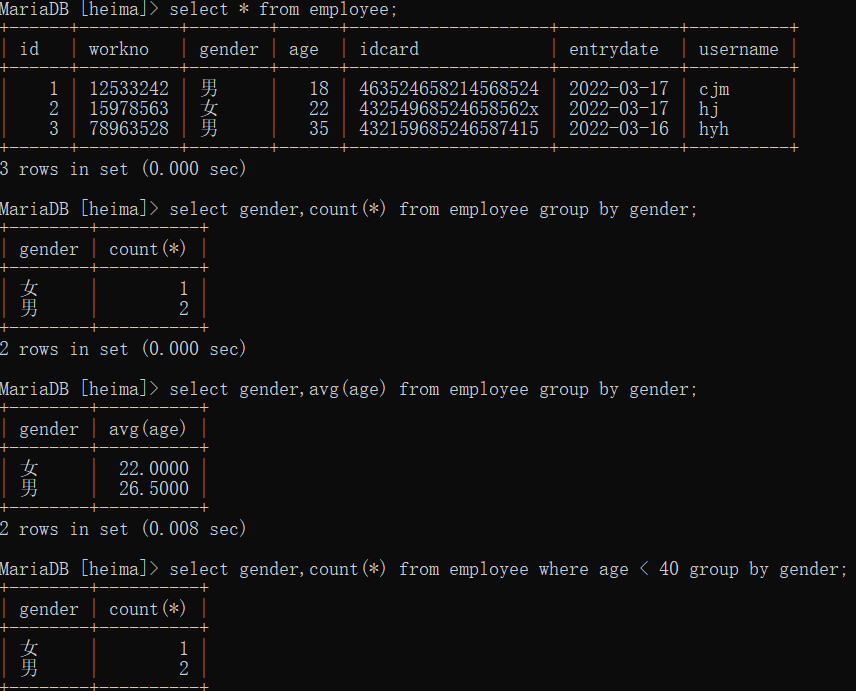 MariaDB [heima]> select * from employee;
+------+----------+--------+------+--------------------+------------+----------+
| id   | workno   | gender | age  | idcard             | entrydate  | username |
+------+----------+--------+------+--------------------+------------+----------+
|    1 | 12533242 | 男     |   18 | 463524658214568524 | 2022-03-17 | cjm      |
|    2 | 15978563 | 女     |   22 | 43254968524658562x | 2022-03-17 | hj       |
|    3 | 78963528 | 男     |   35 | 432159685246587415 | 2022-03-16 | hyh      |
+------+----------+--------+------+--------------------+------------+----------+
3 rows in set (0.000 sec)
MariaDB [heima]> select gender,count(*) from employee group by gender;
+--------+----------+
| gender | count(*) |
+--------+----------+
| 女     |        1 |
| 男     |        2 |
+--------+----------+
2 rows in set (0.000 sec)
MariaDB [heima]> select gender,avg(age) from employee group by gender;
+--------+----------+
| gender | avg(age) |
+--------+----------+
| 女     |  22.0000 |
| 男     |  26.5000 |
+--------+----------+
2 rows in set (0.008 sec)
MariaDB [heima]> select gender,count(*) from employee where age < 40 group by gender;
+--------+----------+
| gender | count(*) |
+--------+----------+
| 女     |        1 |
| 男     |        2 |
+--------+----------+